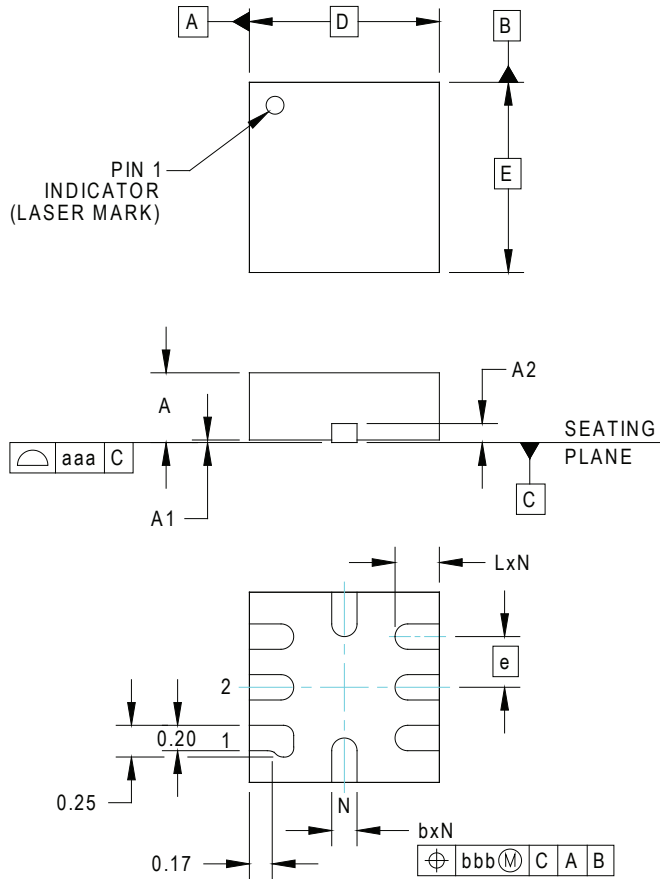 A
D
B
PIN 1
INDICATOR
(LASER MARK)
E
A
A2
SEATING
PLANE
aaa C
A1
C
LxN
e
2
0.20
1
0.25
N
bxN
0.17
⌖ bbb Ⓜ C A B